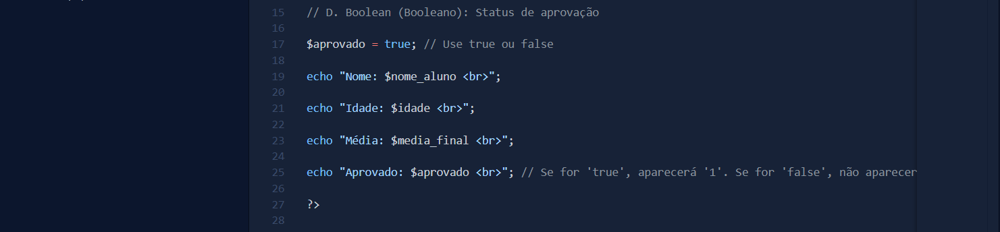 15 // D. Boolean (Booleano): Status de aprovação
16
17 $aprovado = true; // Use true ou false
18
19 echo "Nome: $nome_aluno <br>";
20
21 echo "Idade: $idade <br>";
22
23 echo "Média: $media_final <br>";
24
25 echo "Aprovado: $aprovado <br>"; // Se for 'true', aparecerá '1'. Se for 'false', não aparecer
26
27 ?>
28